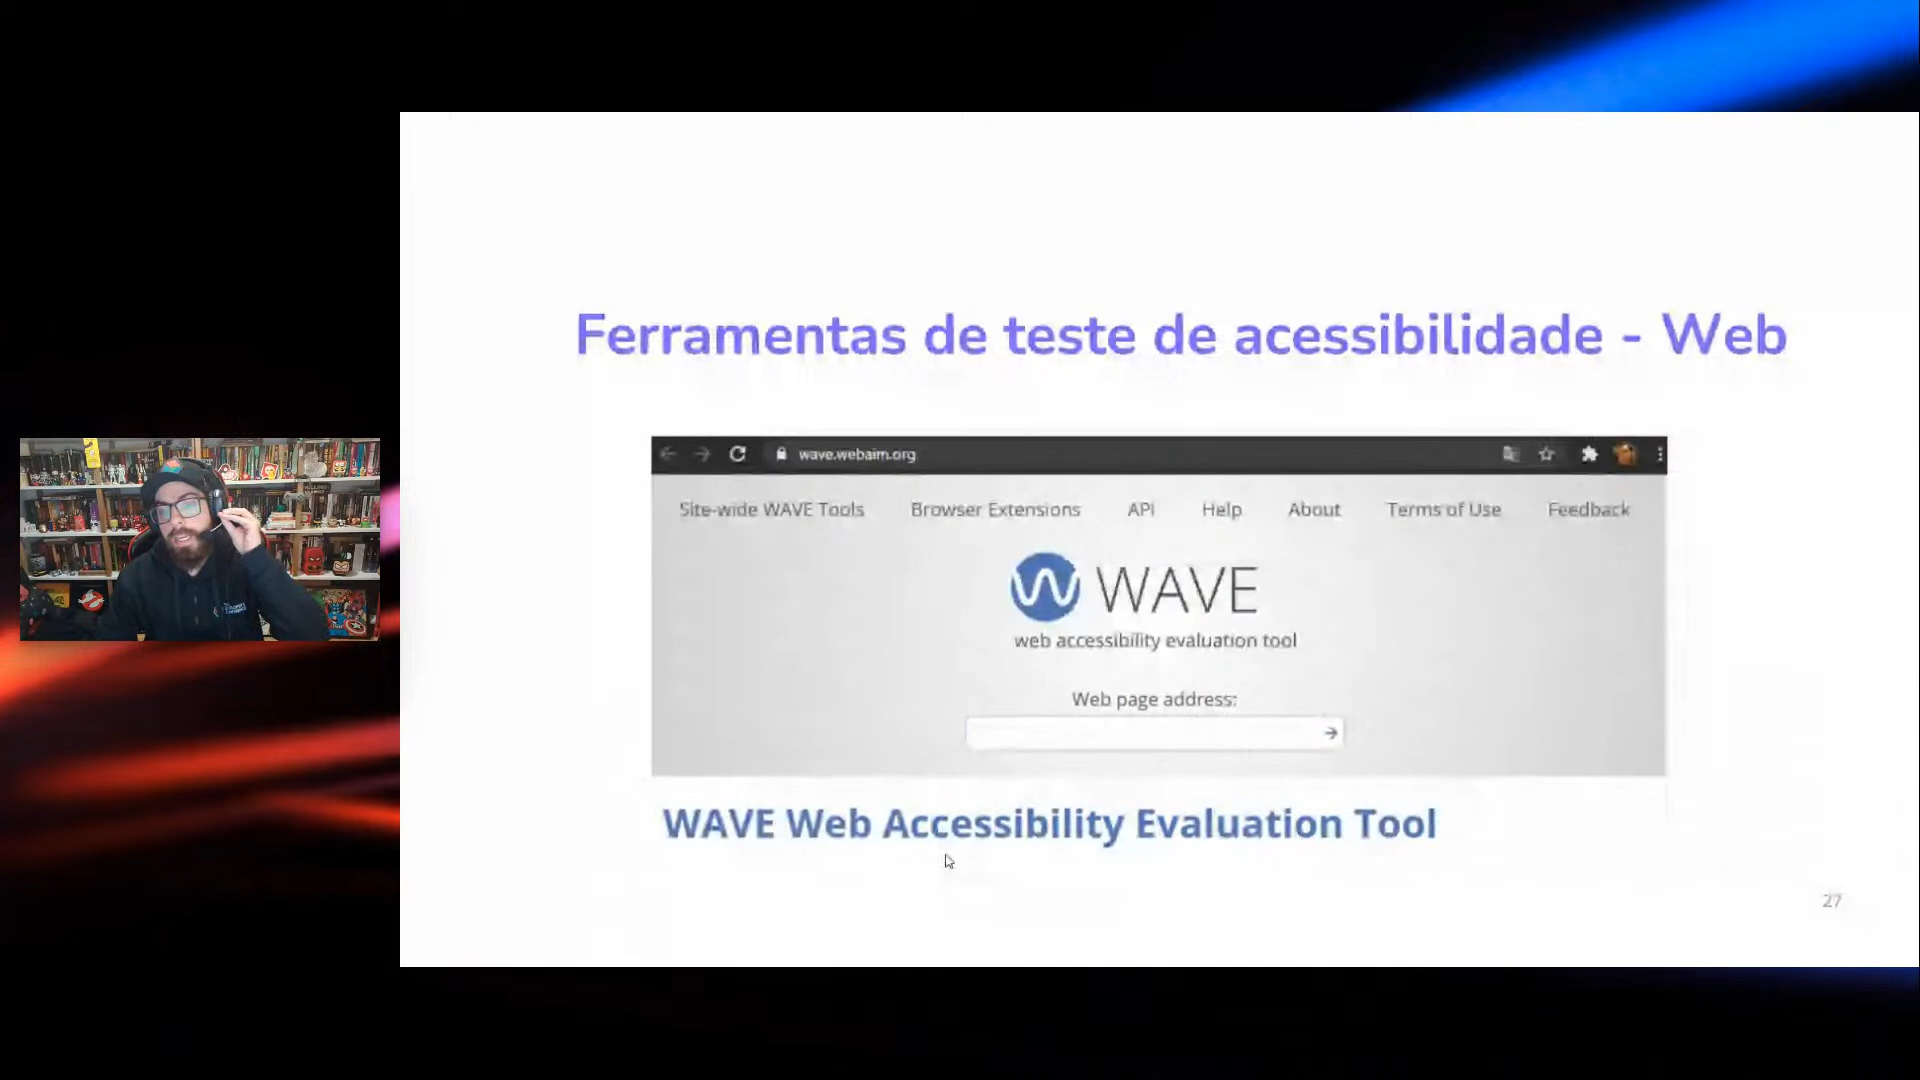 Ferramentas de teste de acessibilidade - Web
wave.webaim.org
Site-wide WAVE Tools Browser Extensions API Help About Terms of Use Feedback
WAVE
web accessibility evaluation tool
Web page address:
WAVE Web Accessibility Evaluation Tool
27